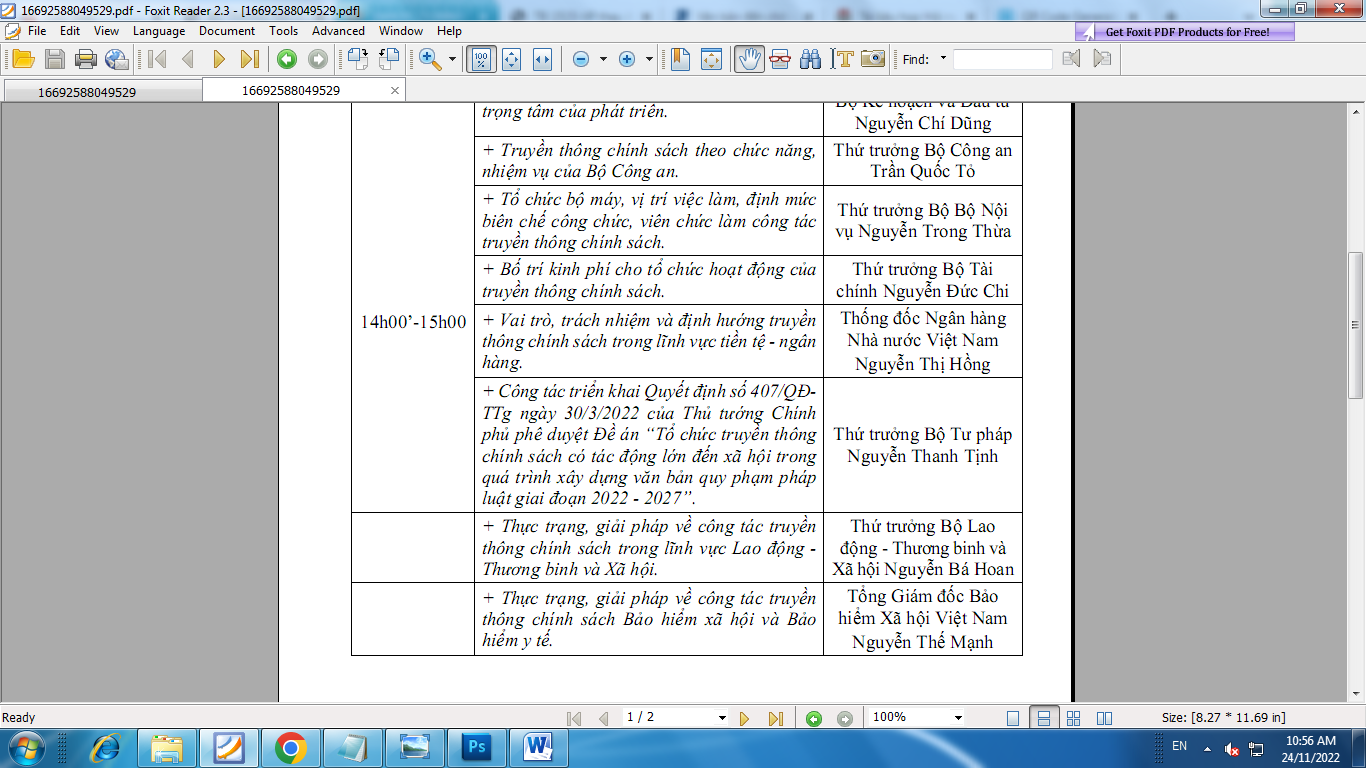 16692588049529.pdf - Foxit Reader 2.3 - [16692588049529.pdf]
File Edit View Language Document Tools Advanced Window Help
Get Foxit PDF Products for Free!
100 %
Find:
16692588049529
16692588049529
trọng tâm của phát triển.
Nguyễn Chí Dũng
+ Truyền thông chính sách theo chức năng,
nhiệm vụ của Bộ Công an.
Thứ trưởng Bộ Công an
Trần Quốc Tỏ
+ Tổ chức bộ máy, vị trí việc làm, định mức
biên chế công chức, viên chức làm công tác
truyền thông chính sách.
Thứ trưởng Bộ Bộ Nội
vụ Nguyễn Trong Thừa
+ Bố trí kinh phí cho tổ chức hoạt động của
truyền thông chính sách.
Thứ trưởng Bộ Tài
chính Nguyễn Đức Chi
14h00’-15h00
+ Vai trò, trách nhiệm và định hướng truyền
thông chính sách trong lĩnh vực tiền tệ - ngân
hàng.
Thống đốc Ngân hàng
Nhà nước Việt Nam
Nguyễn Thị Hồng
+ Công tác triển khai Quyết định số 407/QĐ-
TTg ngày 30/3/2022 của Thủ tướng Chính
phủ phê duyệt Đề án “Tổ chức truyền thông
chính sách có tác động lớn đến xã hội trong
quá trình xây dựng văn bản quy phạm pháp
luật giai đoạn 2022 - 2027”.
Thứ trưởng Bộ Tư pháp
Nguyễn Thanh Tịnh
+ Thực trạng, giải pháp về công tác truyền
thông chính sách trong lĩnh vực Lao động -
Thương binh và Xã hội.
Thứ trưởng Bộ Lao
động - Thương binh và
Xã hội Nguyễn Bá Hoan
+ Thực trạng, giải pháp về công tác truyền
thông chính sách Bảo hiểm xã hội và Bảo
hiểm y tế.
Tổng Giám đốc Bảo
hiểm Xã hội Việt Nam
Nguyễn Thế Mạnh
Ready
1 / 2
100%
Size: [8.27 * 11.69 in]
Ps
W
EN
10:56 AM
24/11/2022